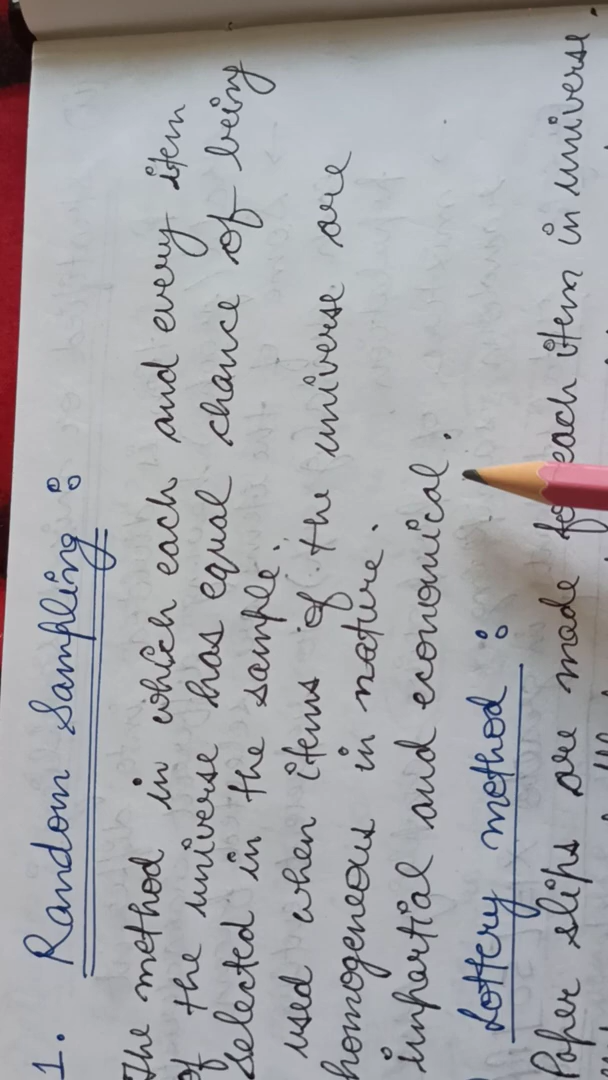 1. Random Sampling :
The method in which each and every item
of the universe has equal chance of being
selected in the sample.
used when items of the universe are
homogeneous in nature.
impartial and economical.
Lottery method :
Paper slips are made for each item in universe.